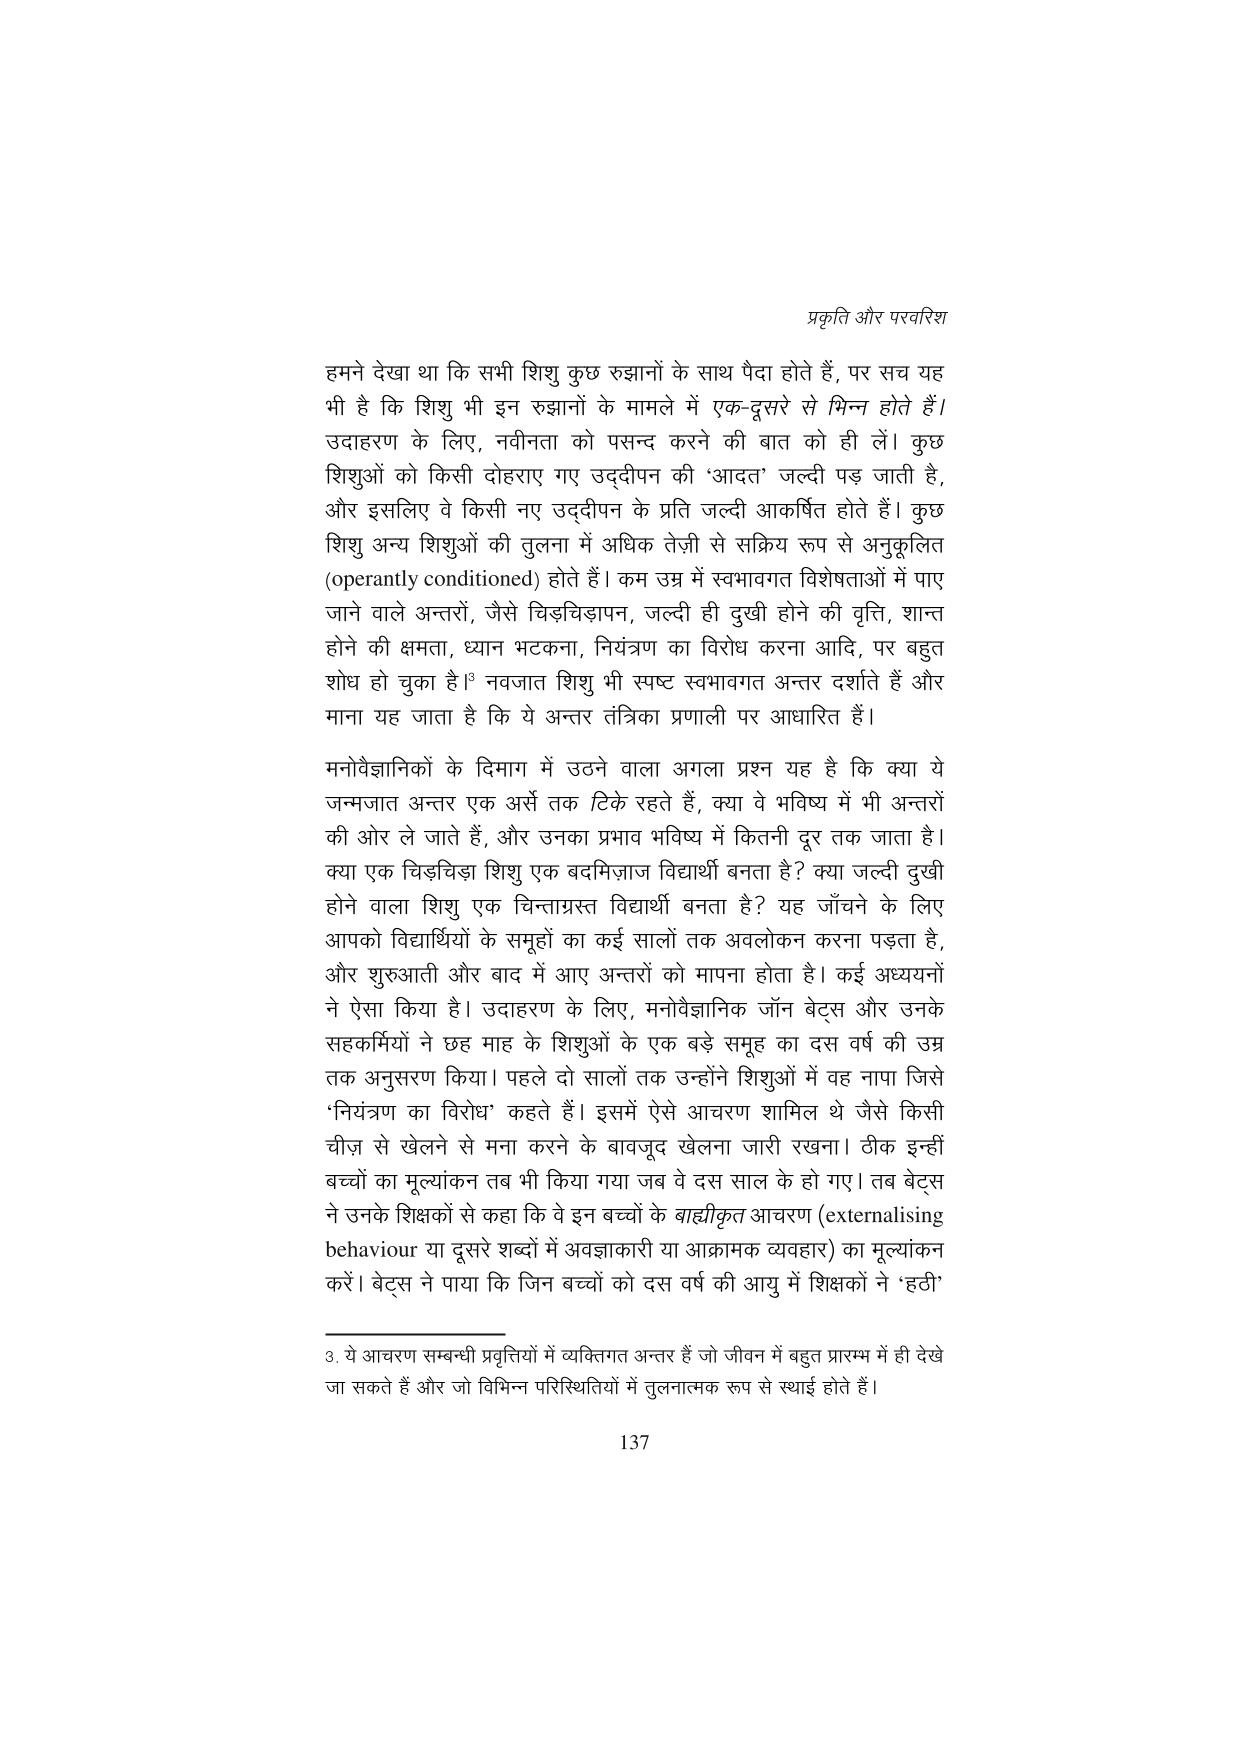 प्रकृति और परवरिश
हमने देखा था कि सभी शिशु कुछ रुझानों के साथ पैदा होते हैं, पर सच यह
भी है कि शिशु भी इन रुझानों के मामले में एक-दूसरे से भिन्न होते हैं।
उदाहरण के लिए, नवीनता को पसन्द करने की बात को ही लें। कुछ
शिशुओं को किसी दोहराए गए उद्‌दीपन की ‘आदत’ जल्दी पड़ जाती है,
और इसलिए वे किसी नए उद्‌दीपन के प्रति जल्दी आकर्षित होते हैं। कुछ
शिशु अन्य शिशुओं की तुलना में अधिक तेज़ी से सक्रिय रूप से अनुकूलित
(operantly conditioned) होते हैं। कम उम्र में स्वभावगत विशेषताओं में पाए
जाने वाले अन्तरों, जैसे चिड़चिड़ापन, जल्दी ही दुखी होने की वृत्ति, शान्त
होने की क्षमता, ध्यान भटकना, नियंत्रण का विरोध करना आदि, पर बहुत
शोध हो चुका है।³ नवजात शिशु भी स्पष्ट स्वभावगत अन्तर दर्शाते हैं और
माना यह जाता है कि ये अन्तर तंत्रिका प्रणाली पर आधारित हैं।
मनोवैज्ञानिकों के दिमाग में उठने वाला अगला प्रश्न यह है कि क्या ये
जन्मजात अन्तर एक अर्से तक टिके रहते हैं, क्या वे भविष्य में भी अन्तरों
की ओर ले जाते हैं, और उनका प्रभाव भविष्य में कितनी दूर तक जाता है।
क्या एक चिड़चिड़ा शिशु एक बदमिज़ाज विद्यार्थी बनता है? क्या जल्दी दुखी
होने वाला शिशु एक चिन्ताग्रस्त विद्यार्थी बनता है? यह जाँचने के लिए
आपको विद्यार्थियों के समूहों का कई सालों तक अवलोकन करना पड़ता है,
और शुरुआती और बाद में आए अन्तरों को मापना होता है। कई अध्ययनों
ने ऐसा किया है। उदाहरण के लिए, मनोवैज्ञानिक जॉन बेट्स और उनके
सहकर्मियों ने छह माह के शिशुओं के एक बड़े समूह का दस वर्ष की उम्र
तक अनुसरण किया। पहले दो सालों तक उन्होंने शिशुओं में वह नापा जिसे
‘नियंत्रण का विरोध’ कहते हैं। इसमें ऐसे आचरण शामिल थे जैसे किसी
चीज़ से खेलने से मना करने के बावजूद खेलना जारी रखना। ठीक इन्हीं
बच्चों का मूल्यांकन तब भी किया गया जब वे दस साल के हो गए। तब बेट्स
ने उनके शिक्षकों से कहा कि वे इन बच्चों के बाह्यीकृत आचरण (externalising
behaviour या दूसरे शब्दों में अवज्ञाकारी या आक्रामक व्यवहार) का मूल्यांकन
करें। बेट्स ने पाया कि जिन बच्चों को दस वर्ष की आयु में शिक्षकों ने ‘हठी’
3. ये आचरण सम्बन्धी प्रवृत्तियों में व्यक्तिगत अन्तर हैं जो जीवन में बहुत प्रारम्भ में ही देखे
जा सकते हैं और जो विभिन्न परिस्थितियों में तुलनात्मक रूप से स्थाई होते हैं।
137